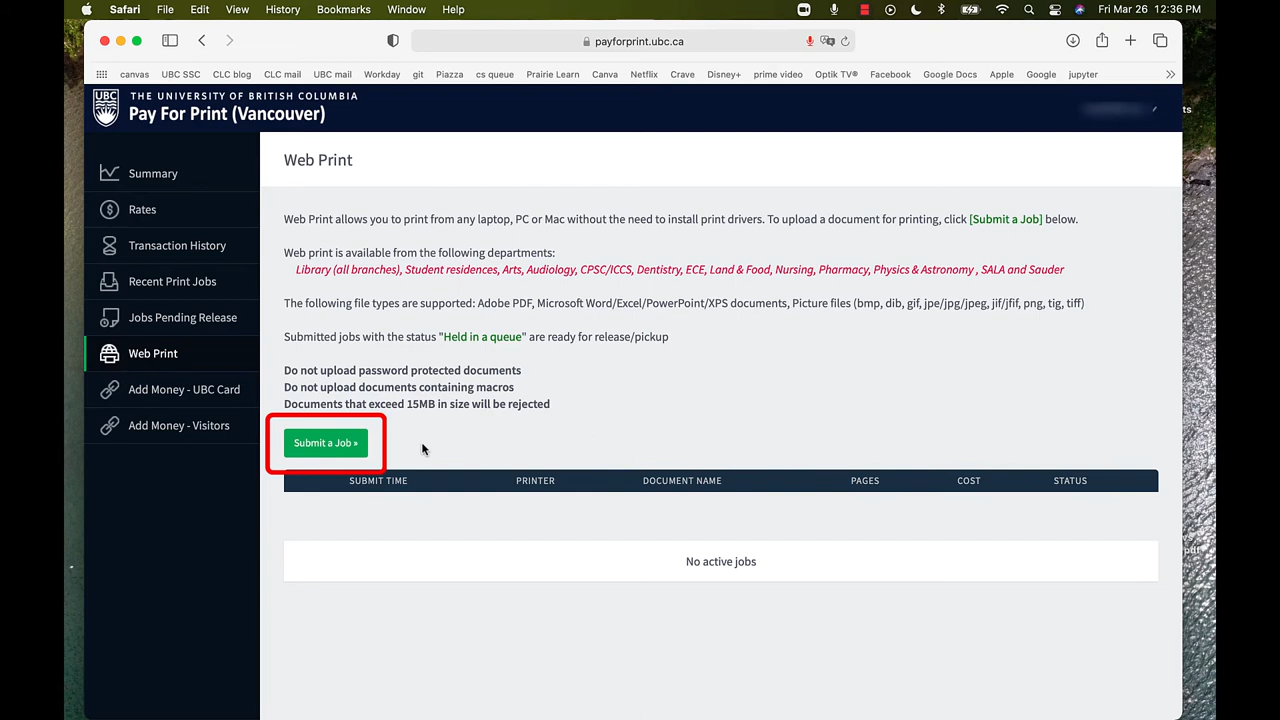 Safari File Edit View History Bookmarks Window Help Fri Mar 26 12:36 PM
payforprint.ubc.ca
canvas UBC SSC CLC blog CLC mail UBC mail Workday git Piazza cs queue Prairie Learn Canva Netflix Crave Disney+ prime video Optik TV® Facebook Google Docs Apple Google jupyter
UBC
THE UNIVERSITY OF BRITISH COLUMBIA
Pay For Print (Vancouver)
Summary
Rates
Transaction History
Recent Print Jobs
Jobs Pending Release
Web Print
Add Money - UBC Card
Add Money - Visitors
Web Print
Web Print allows you to print from any laptop, PC or Mac without the need to install print drivers. To upload a document for printing, click [Submit a Job] below.
Web print is available from the following departments:
Library (all branches), Student residences, Arts, Audiology, CPSC/ICCS, Dentistry, ECE, Land & Food, Nursing, Pharmacy, Physics & Astronomy , SALA and Sauder
The following file types are supported: Adobe PDF, Microsoft Word/Excel/PowerPoint/XPS documents, Picture files (bmp, dib, gif, jpe/jpg/jpeg, jif/jfif, png, tig, tiff)
Submitted jobs with the status "Held in a queue" are ready for release/pickup
Do not upload password protected documents
Do not upload documents containing macros
Documents that exceed 15MB in size will be rejected
Submit a Job »
SUBMIT TIME PRINTER DOCUMENT NAME PAGES COST STATUS
No active jobs